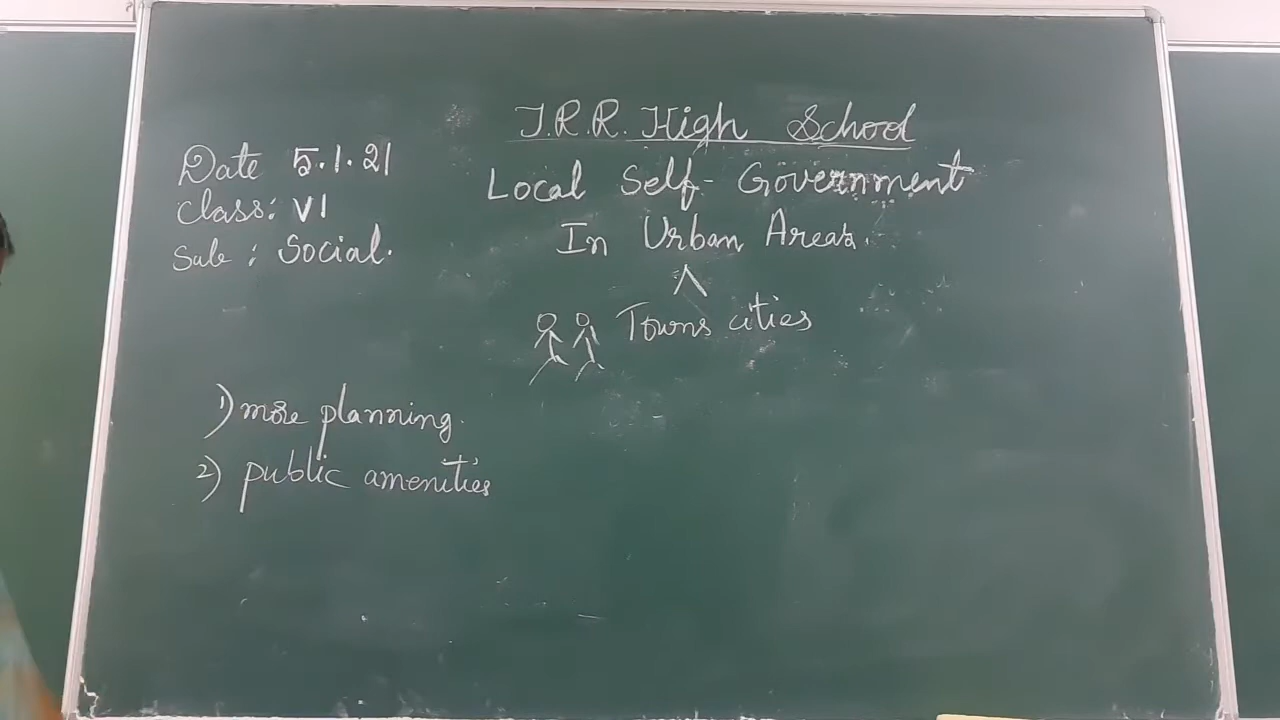 T.R.R. High School
Date 5.1.21
Class: VI
Sub : Social.
Local Self-Government
In Urban Areas.
Towns cities
1) more planning.
2) public amenities